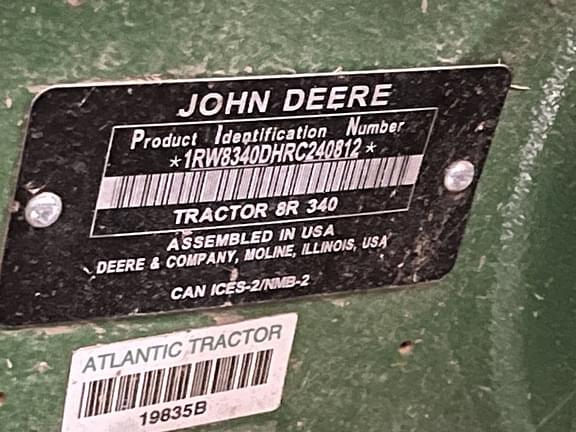 JOHN DEERE
Product Identification Number
*1RW8340DHRC240812*
TRACTOR 8R 340
ASSEMBLED IN USA
DEERE & COMPANY, MOLINE, ILLINOIS, USA
CAN ICES-2/NMB-2
ATLANTIC TRACTOR
19835B